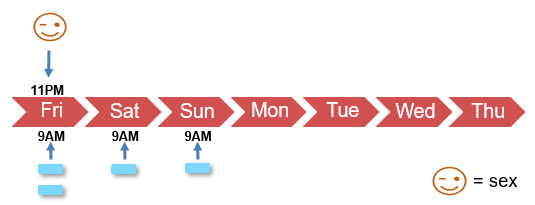 11PM
Fri Sat Sun Mon Tue Wed Thu
9AM 9AM 9AM
= sex